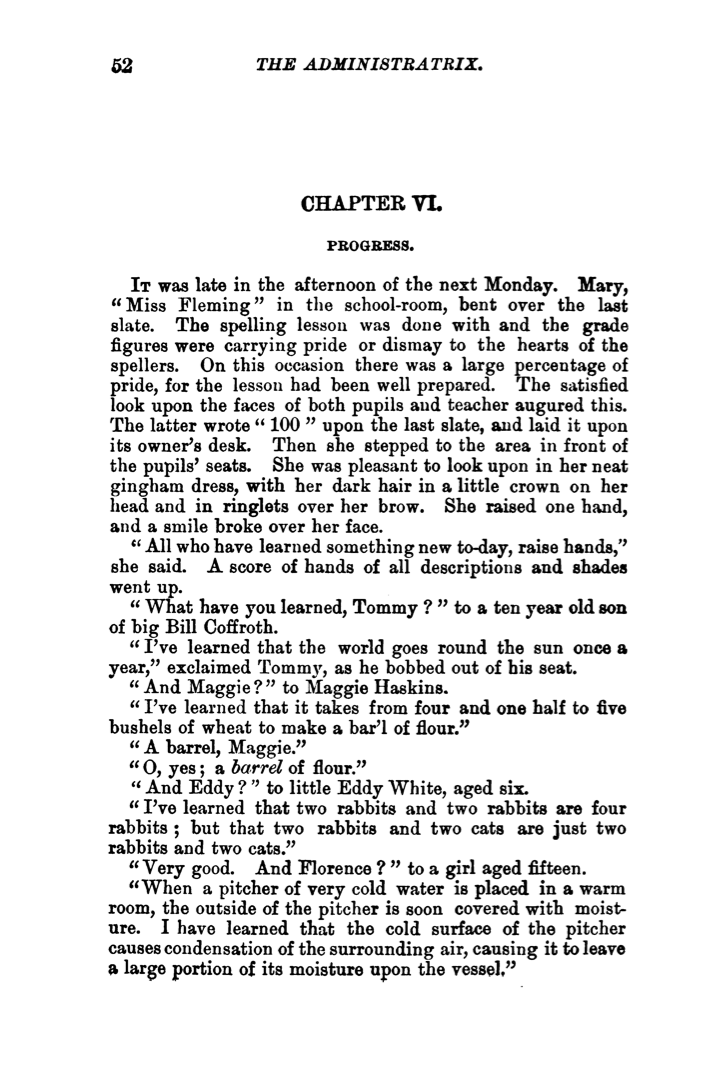 52 THE ADMINISTRATRIX.
CHAPTER VI.
PROGRESS.
IT was late in the afternoon of the next Monday. Mary,
“Miss Fleming” in the school-room, bent over the last
slate. The spelling lesson was done with and the grade
figures were carrying pride or dismay to the hearts of the
spellers. On this occasion there was a large percentage of
pride, for the lesson had been well prepared. The satisfied
look upon the faces of both pupils and teacher augured this.
The latter wrote “100” upon the last slate, and laid it upon
its owner’s desk. Then she stepped to the area in front of
the pupils’ seats. She was pleasant to look upon in her neat
gingham dress, with her dark hair in a little crown on her
head and in ringlets over her brow. She raised one hand,
and a smile broke over her face.
“All who have learned something new to-day, raise hands,”
she said. A score of hands of all descriptions and shades
went up.
“What have you learned, Tommy?” to a ten year old son
of big Bill Coffroth.
“I’ve learned that the world goes round the sun once a
year,” exclaimed Tommy, as he bobbed out of his seat.
“And Maggie?” to Maggie Haskins.
“I’ve learned that it takes from four and one half to five
bushels of wheat to make a bar’l of flour.”
“A barrel, Maggie.”
“O, yes; a barrel of flour.”
“And Eddy?” to little Eddy White, aged six.
“I’ve learned that two rabbits and two rabbits are four
rabbits; but that two rabbits and two cats are just two
rabbits and two cats.”
“Very good. And Florence?” to a girl aged fifteen.
“When a pitcher of very cold water is placed in a warm
room, the outside of the pitcher is soon covered with moist-
ure. I have learned that the cold surface of the pitcher
causes condensation of the surrounding air, causing it to leave
a large portion of its moisture upon the vessel.”